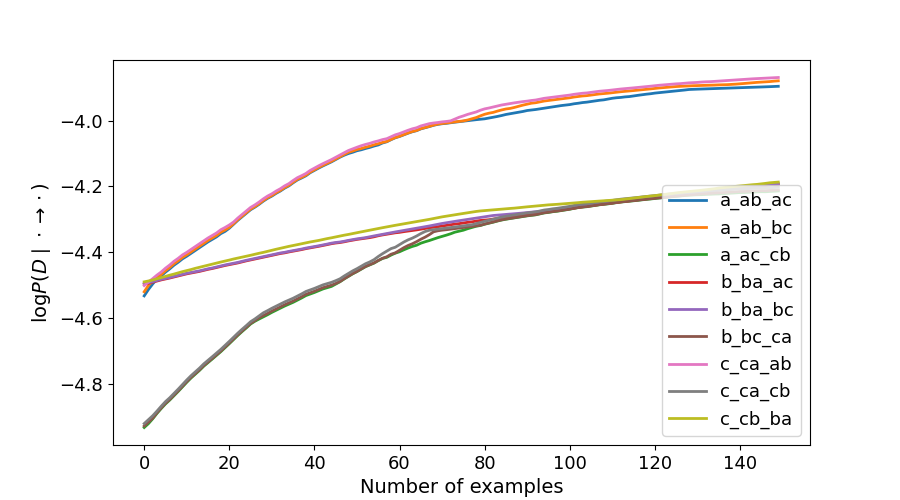 −4.0
−4.2
−4.4
−4.6
−4.8
logP(D | · → ·)
0 20 40 60 80 100 120 140
Number of examples
a_ab_ac
a_ab_bc
a_ac_cb
b_ba_ac
b_ba_bc
b_bc_ca
c_ca_ab
c_ca_cb
c_cb_ba